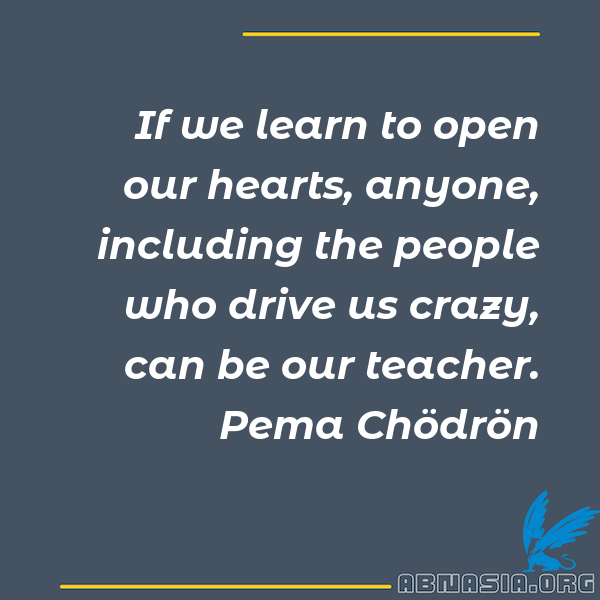 If we learn to open
our hearts, anyone,
including the people
who drive us crazy,
can be our teacher.
Pema Chödrön
ABNASIA.ORG